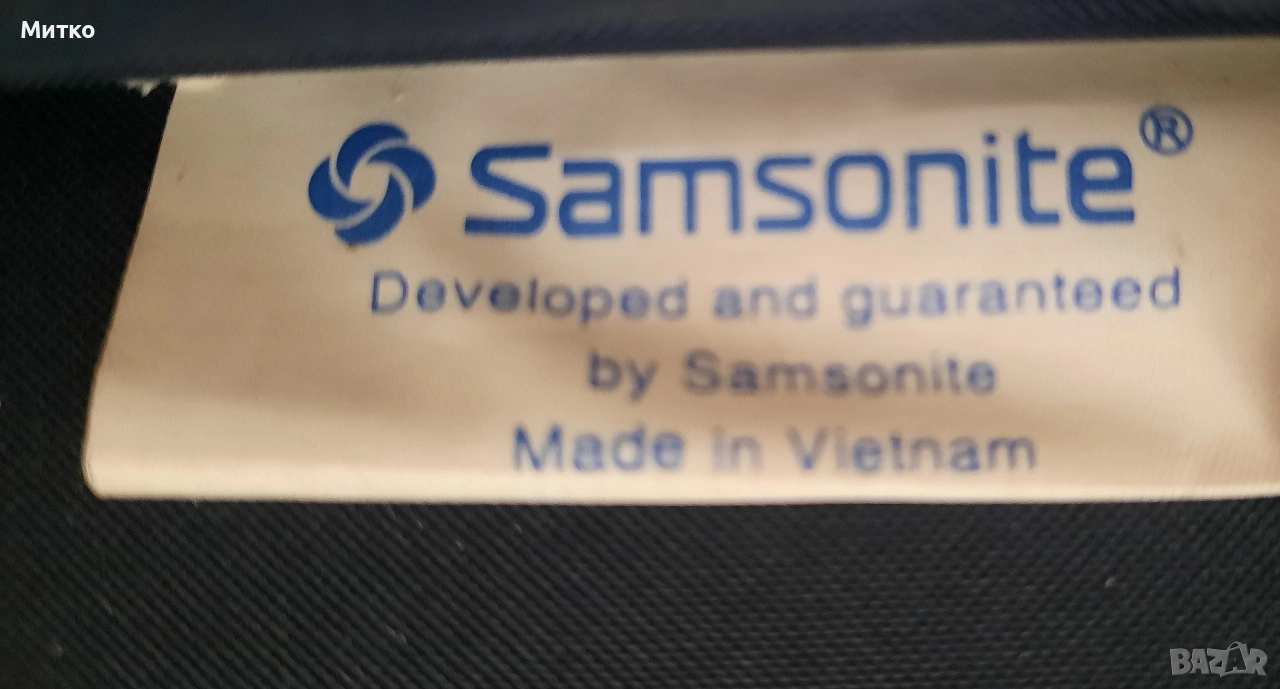 Митко
Samsonite®
Developed and guaranteed
by Samsonite
Made in Vietnam
BAZAR